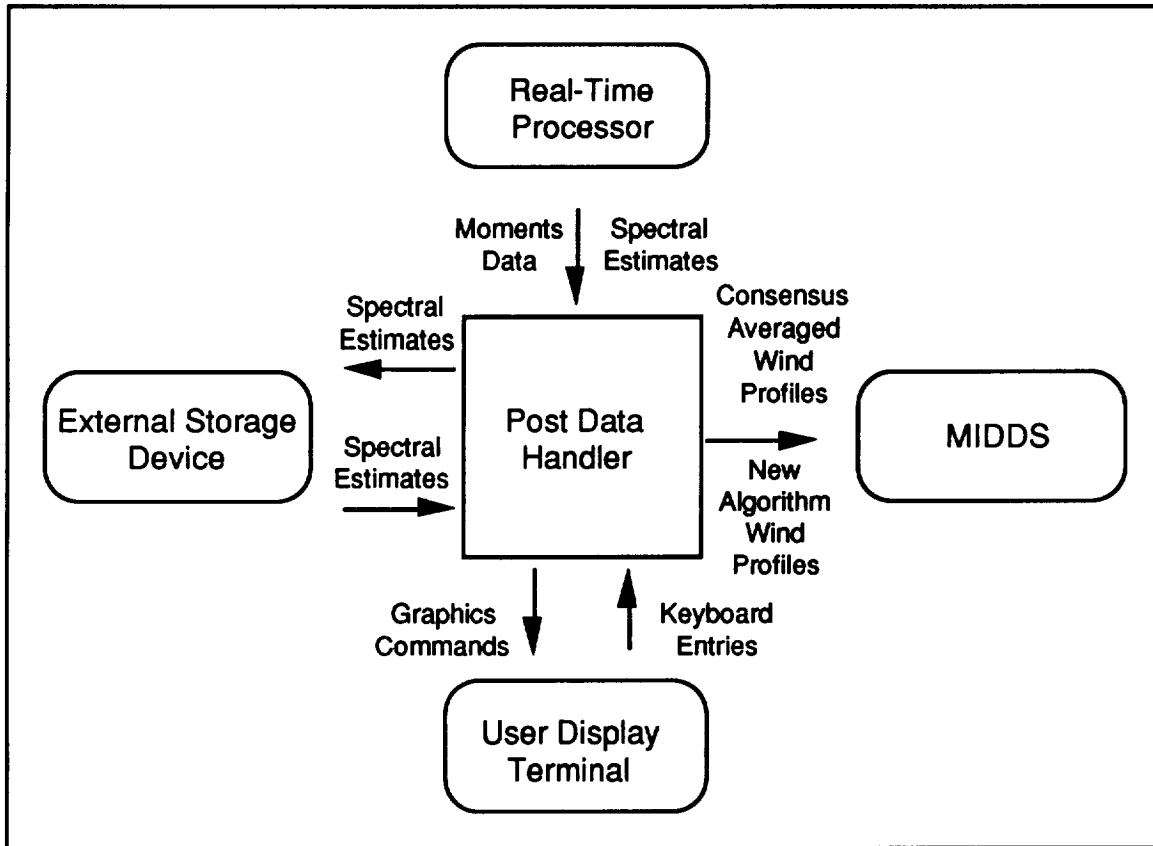 Real-Time
Processor
Moments
Data
Spectral
Estimates
Spectral
Estimates
Consensus
Averaged
Wind
Profiles
External Storage
Device
Post Data
Handler
MIDDS
Spectral
Estimates
New
Algorithm
Wind
Profiles
Graphics
Commands
Keyboard
Entries
User Display
Terminal